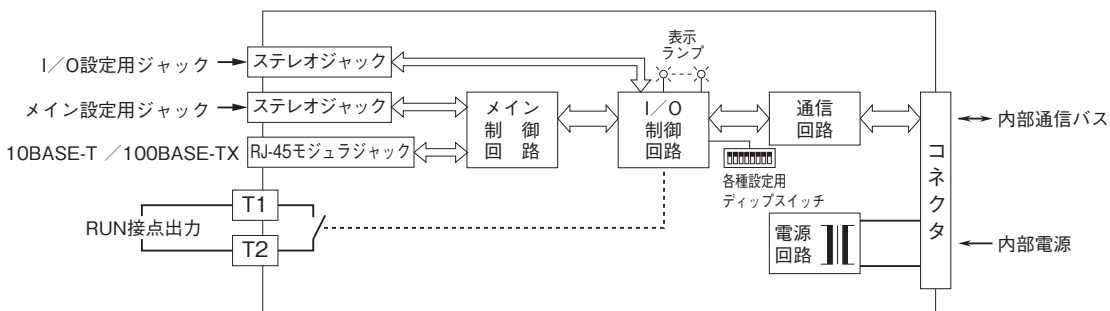 I／O設定用ジャック
ステレオジャック
表示
ランプ
メイン設定用ジャック
ステレオジャック
メイン
制御
回路
I／O
制御
回路
通信
回路
内部通信バス
10BASE-T ／100BASE-TX
RJ-45モジュラジャック
各種設定用
ディップスイッチ
コネクタ
T1
RUN接点出力
T2
電源
回路
内部電源